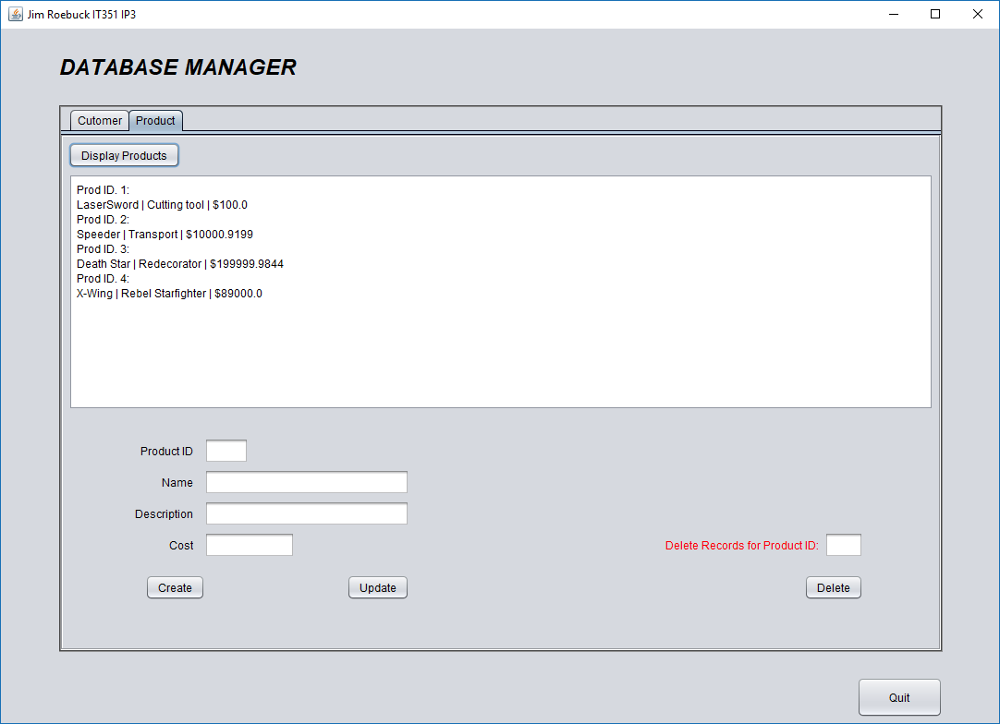 Jim Roebuck IT351 IP3
DATABASE MANAGER
Cutomer Product
Display Products
Prod ID. 1:
LaserSword | Cutting tool | $100.0
Prod ID. 2:
Speeder | Transport | $10000.9199
Prod ID. 3:
Death Star | Redecorator | $199999.9844
Prod ID. 4:
X-Wing | Rebel Starfighter | $89000.0
Product ID
Name
Description
Cost Delete Records for Product ID:
Create Update Delete
Quit